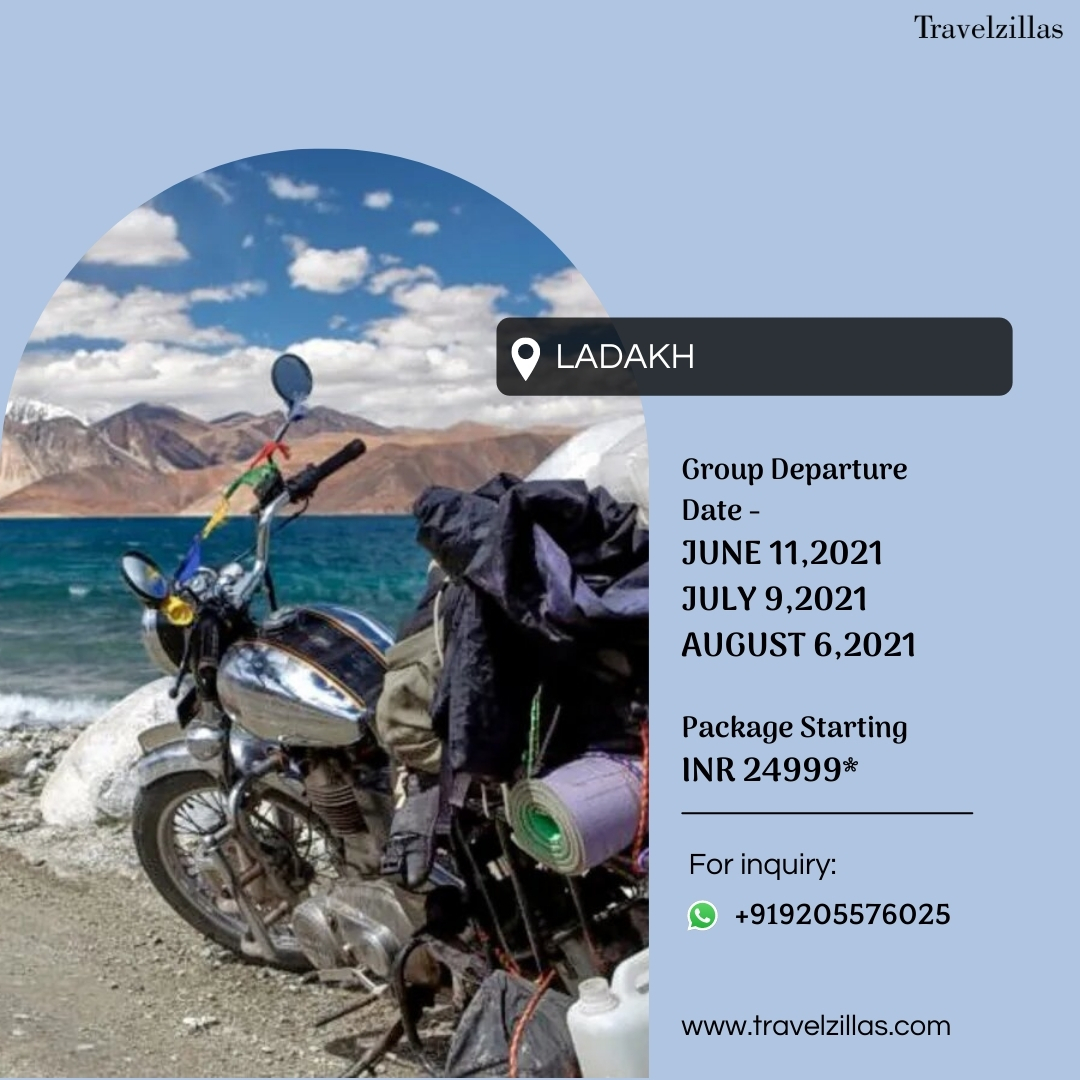 Travelzillas
LADAKH
Group Departure
Date -
JUNE 11,2021
JULY 9,2021
AUGUST 6,2021
Package Starting
INR 24999*
For inquiry:
+919205576025
www.travelzillas.com